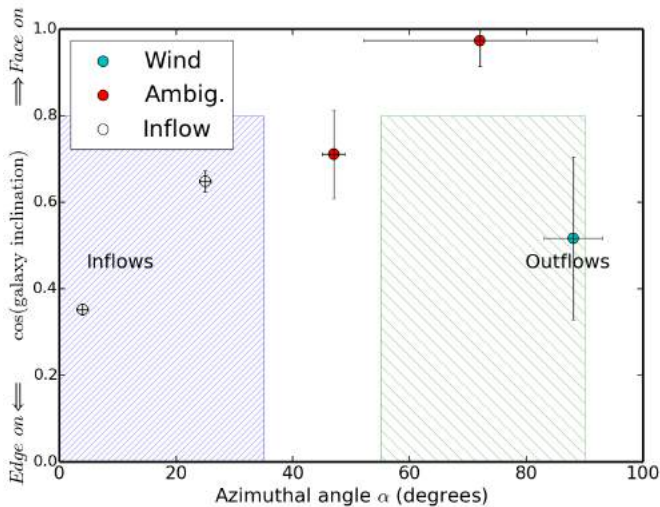 1.0
0.8
0.6
0.4
0.2
0.0
Edge on ⟸ cos(galaxy inclination) ⟹ Face on
Wind
Ambig.
Inflow
Inflows
Outflows
0 20 40 60 80 100
Azimuthal angle α (degrees)